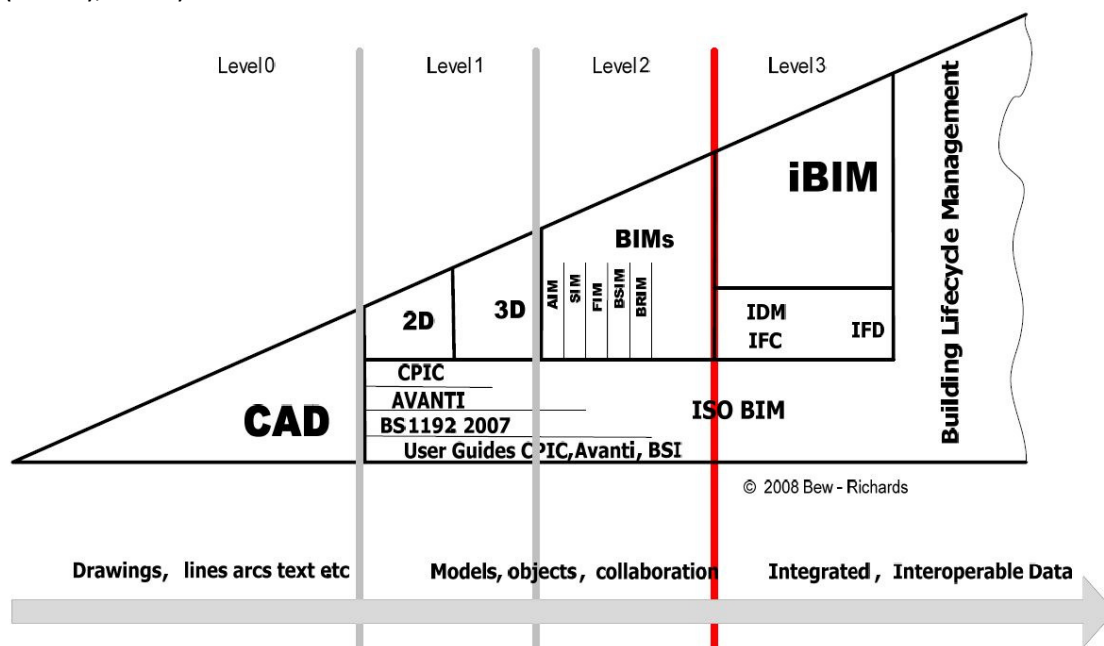 Level0
Level1
Level2
Level3
Building Lifecycle Management
iBIM
BIMs
AIM
SIM
FIM
BSIM
BRIM
2D
3D
IDM
IFC
IFD
CPIC
AVANTI
BS1192 2007
User Guides CPIC,Avanti, BSI
CAD
ISO BIM
© 2008 Bew - Richards
Drawings, lines arcs text etc
Models, objects, collaboration
Integrated, Interoperable Data